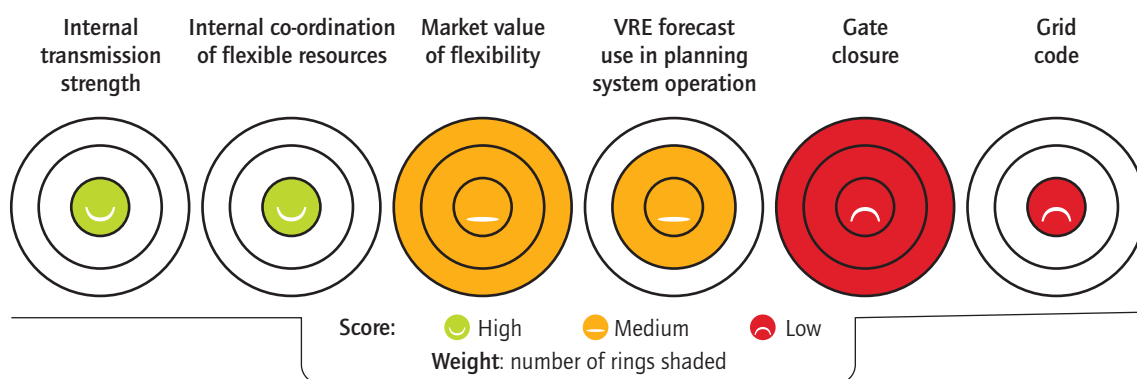 Internal
transmission
strength
Internal co-ordination
of flexible resources
Market value
of flexibility
VRE forecast
use in planning
system operation
Gate
closure
Grid
code
Score: High Medium Low
Weight: number of rings shaded